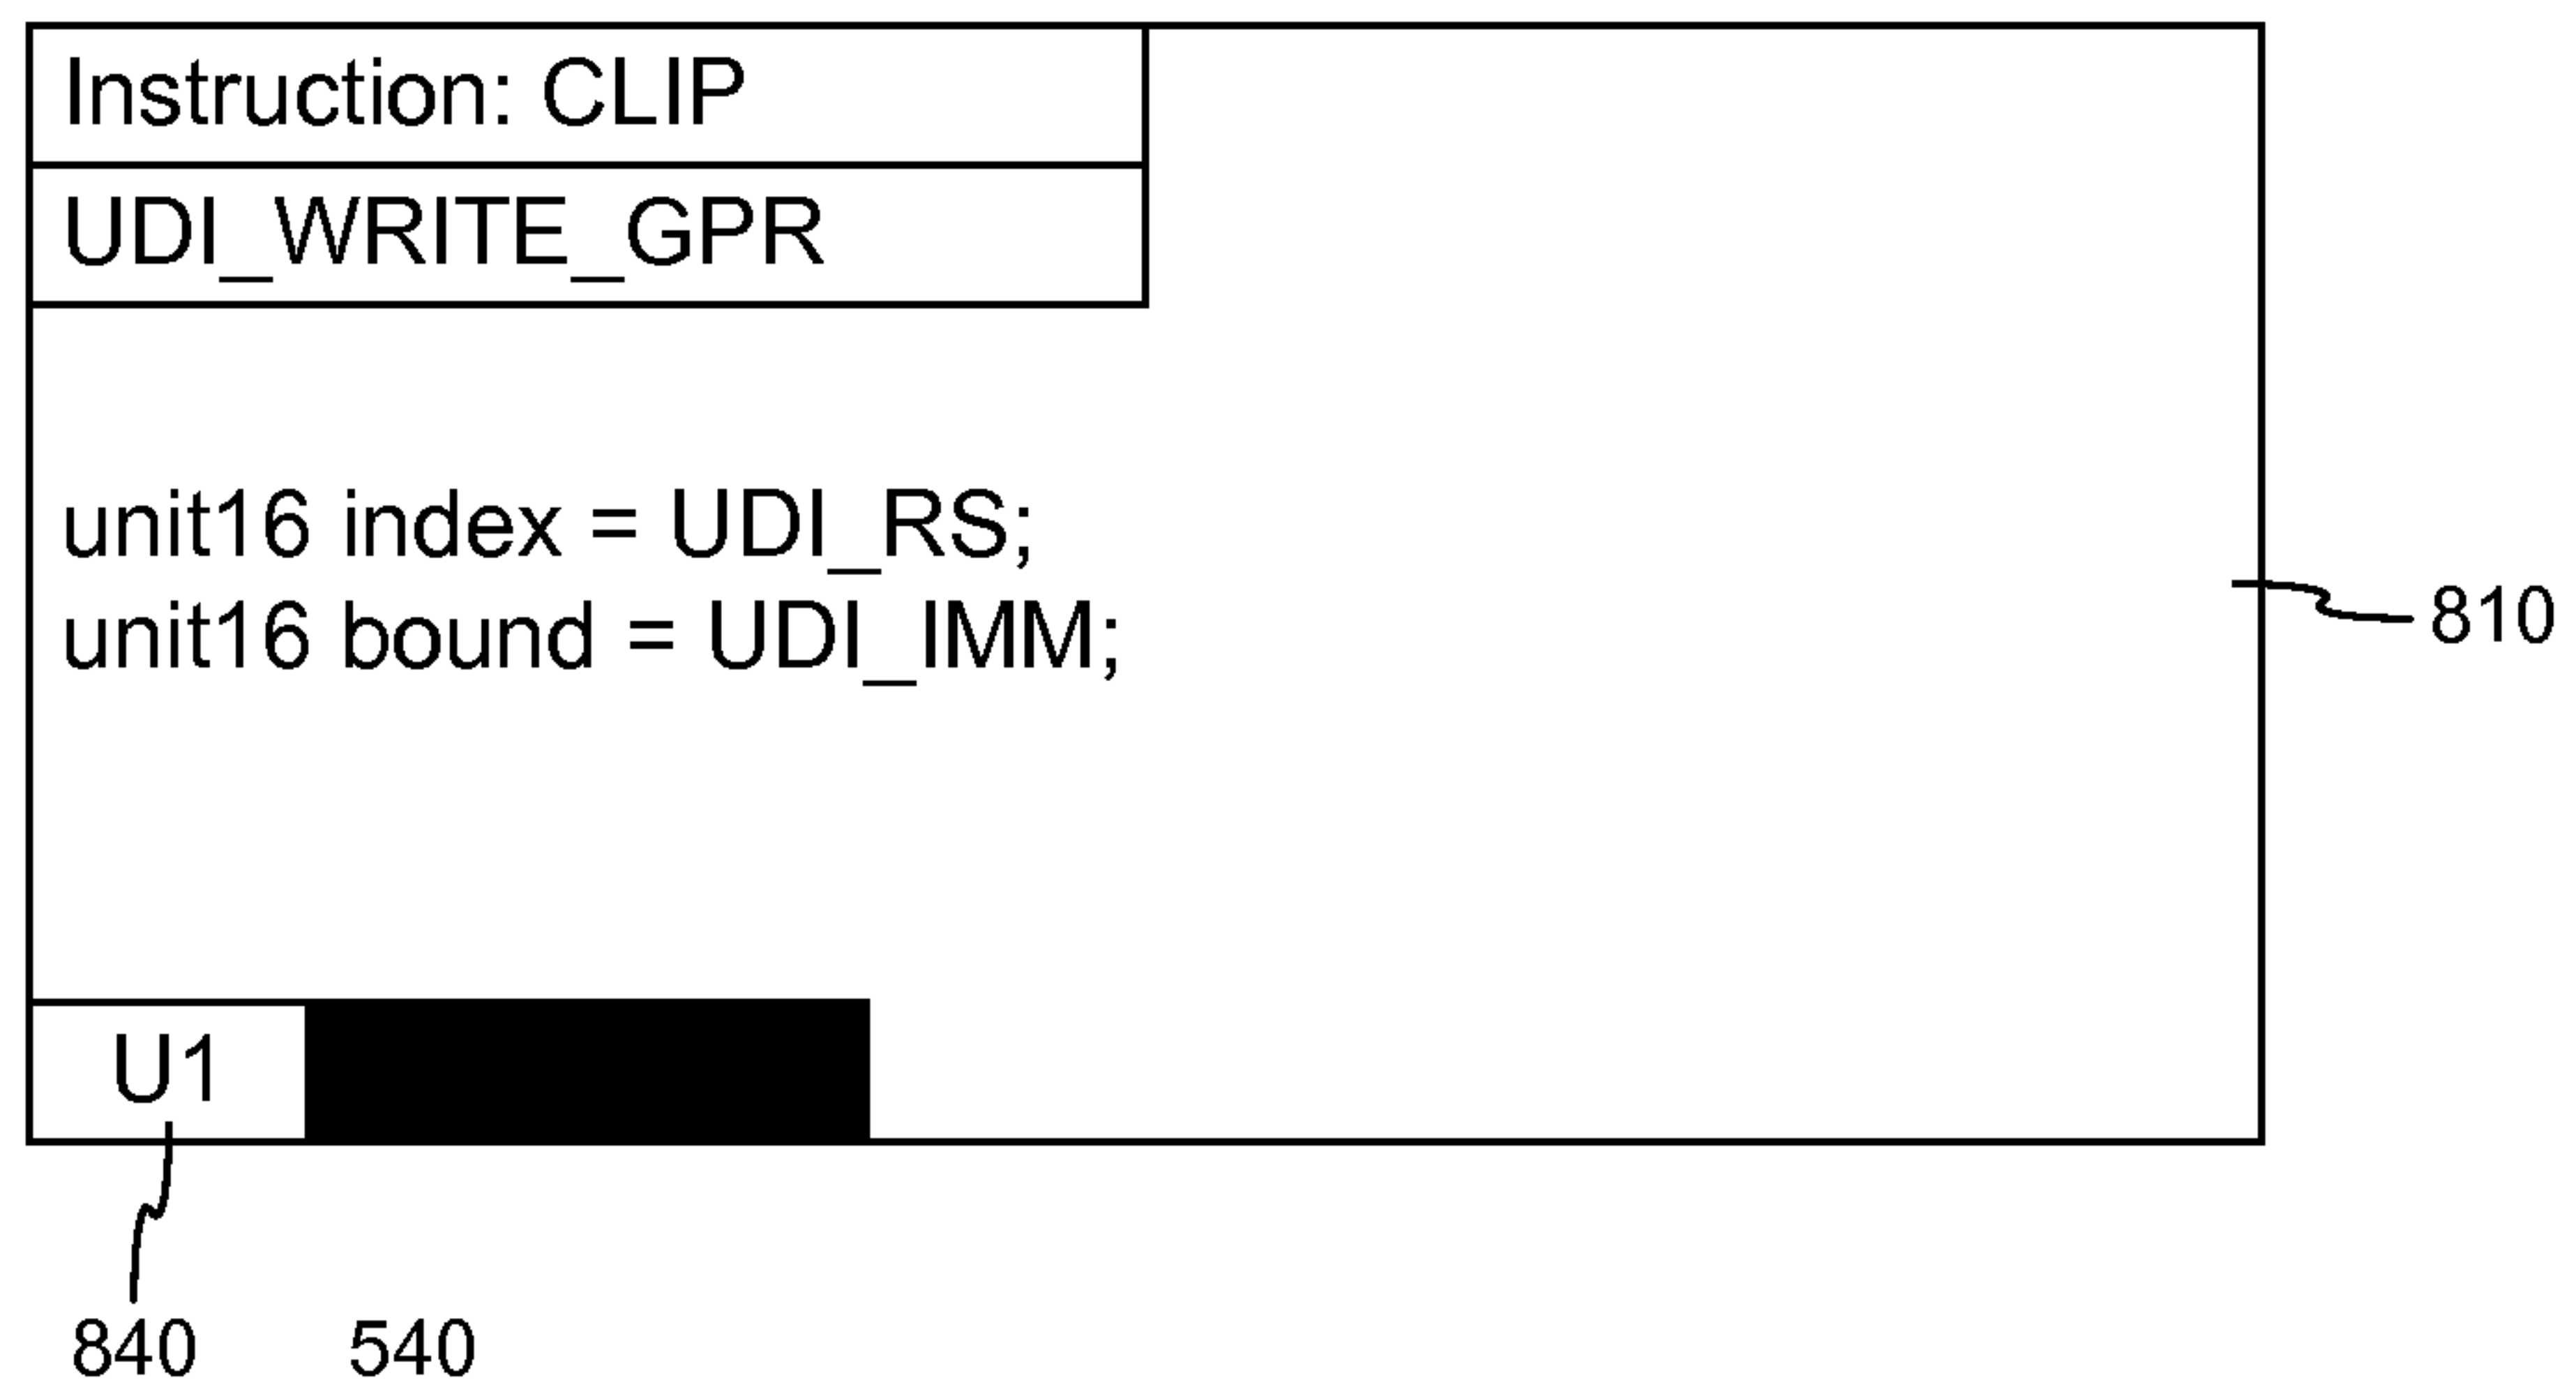 Instruction: CLIP
UDI_WRITE_GPR
unit16 index = UDI_RS;
unit16 bound = UDI_IMM;
810
U1
840 540